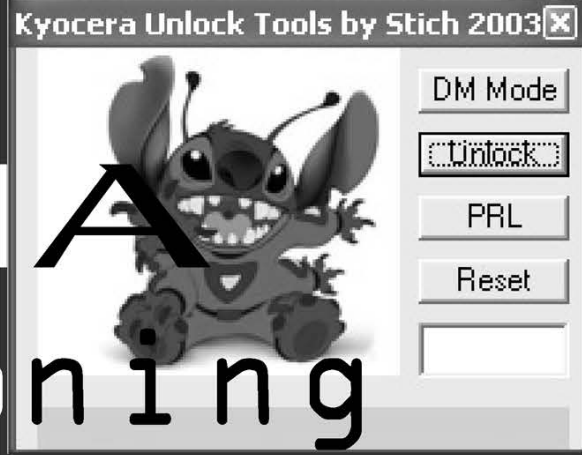 Kyocera Unlock Tools by Stich 2003
DM Mode
Unlock
A
PRL
Reset
ning